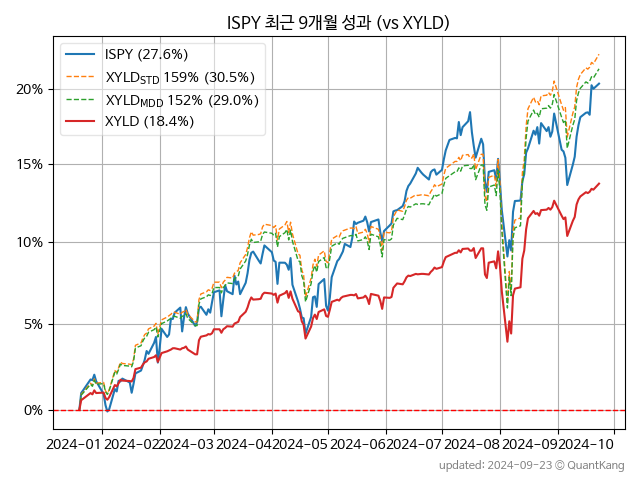 ISPY 최근 9개월 성과 (vs XYLD)
ISPY (27.6%)
XYLD_STD 159% (30.5%)
XYLD_MDD 152% (29.0%)
XYLD (18.4%)
20%
15%
10%
5%
0%
2024-01 2024-02 2024-03 2024-04 2024-05 2024-06 2024-07 2024-08 2024-09 2024-10
updated: 2024-09-23 © QuantKang